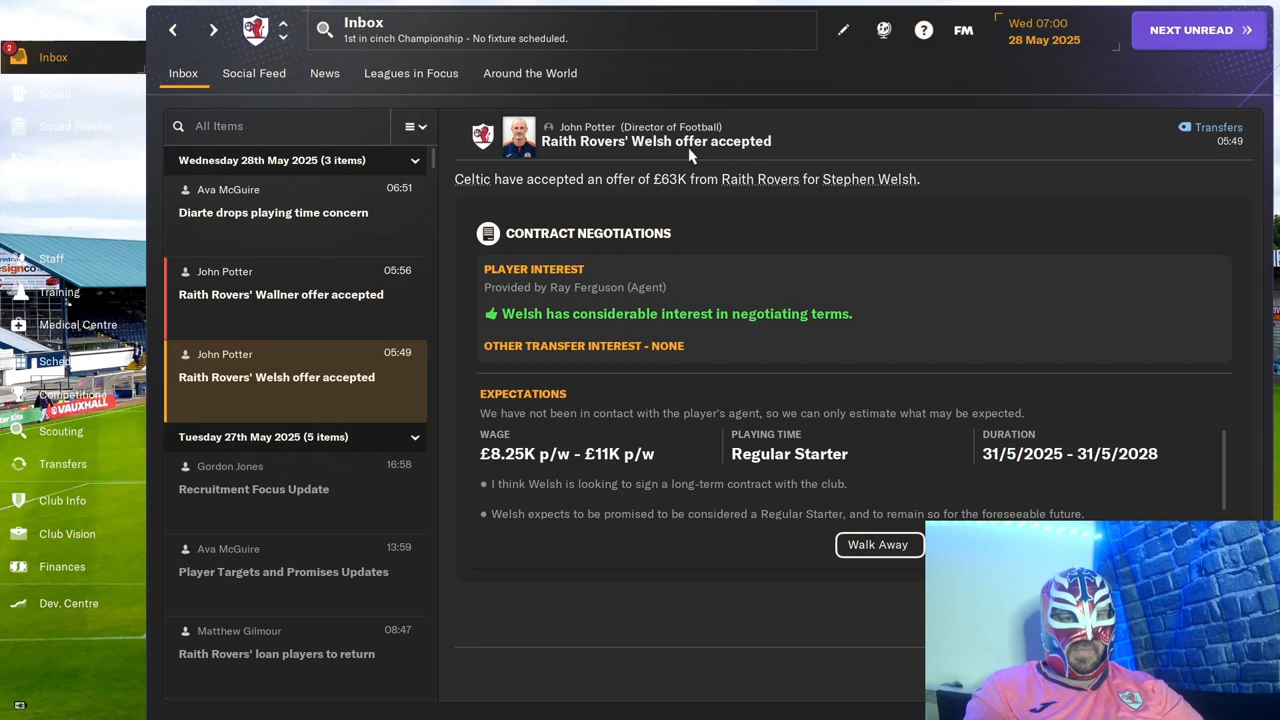 Inbox
1st in cinch Championship - No fixture scheduled.
FM
Wed 07:00
28 May 2025
NEXT UNREAD
2
Inbox
Squad
Squad Planner
Staff
Training
Medical Centre
Sched
Competitions
Scouting
Transfers
Club Info
Club Vision
Finances
Dev. Centre
VAUXHALL
Inbox
Social Feed
News
Leagues in Focus
Around the World
All Items
Wednesday 28th May 2025 (3 items)
Ava McGuire
06:51
Diarte drops playing time concern
John Potter
05:56
Raith Rovers' Wallner offer accepted
John Potter
05:49
Raith Rovers' Welsh offer accepted
Tuesday 27th May 2025 (5 items)
Gordon Jones
16:58
Recruitment Focus Update
Ava McGuire
13:59
Player Targets and Promises Updates
Matthew Gilmour
08:47
Raith Rovers' loan players to return
John Potter (Director of Football)
Raith Rovers' Welsh offer accepted
Transfers
05:49
Celtic have accepted an offer of £63K from Raith Rovers for Stephen Welsh.
CONTRACT NEGOTIATIONS
PLAYER INTEREST
Provided by Ray Ferguson (Agent)
Welsh has considerable interest in negotiating terms.
OTHER TRANSFER INTEREST - NONE
EXPECTATIONS
We have not been in contact with the player's agent, so we can only estimate what may be expected.
WAGE
£8.25K p/w - £11K p/w
PLAYING TIME
Regular Starter
DURATION
31/5/2025 - 31/5/2028
I think Welsh is looking to sign a long-term contract with the club.
Welsh expects to be promised to be considered a Regular Starter, and to remain so for the foreseeable future.
Walk Away